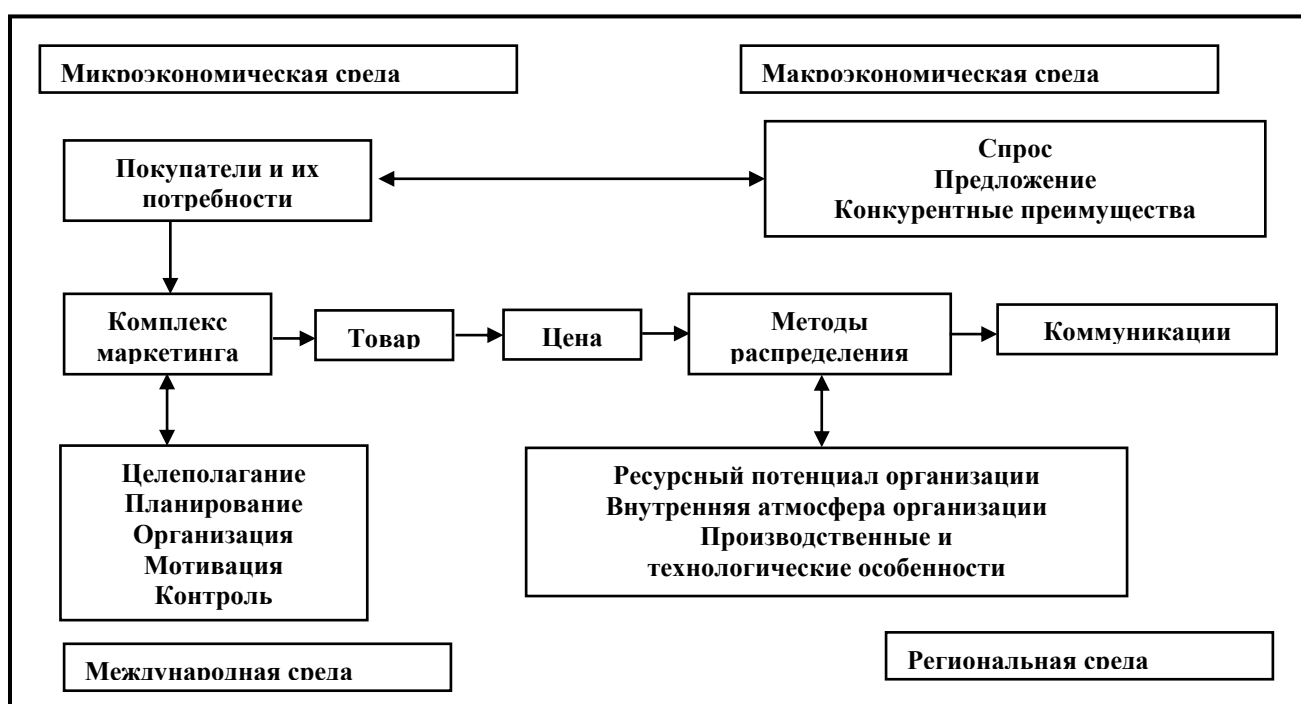 Микроэкономическая среда
Макроэкономическая среда
Покупатели и их
потребности
Спрос
Предложение
Конкурентные преимущества
Комплекс
маркетинга
Товар
Цена
Методы
распределения
Коммуникации
Целеполагание
Планирование
Организация
Мотивация
Контроль
Ресурсный потенциал организации
Внутренняя атмосфера организации
Производственные и
технологические особенности
Международная среда
Региональная среда